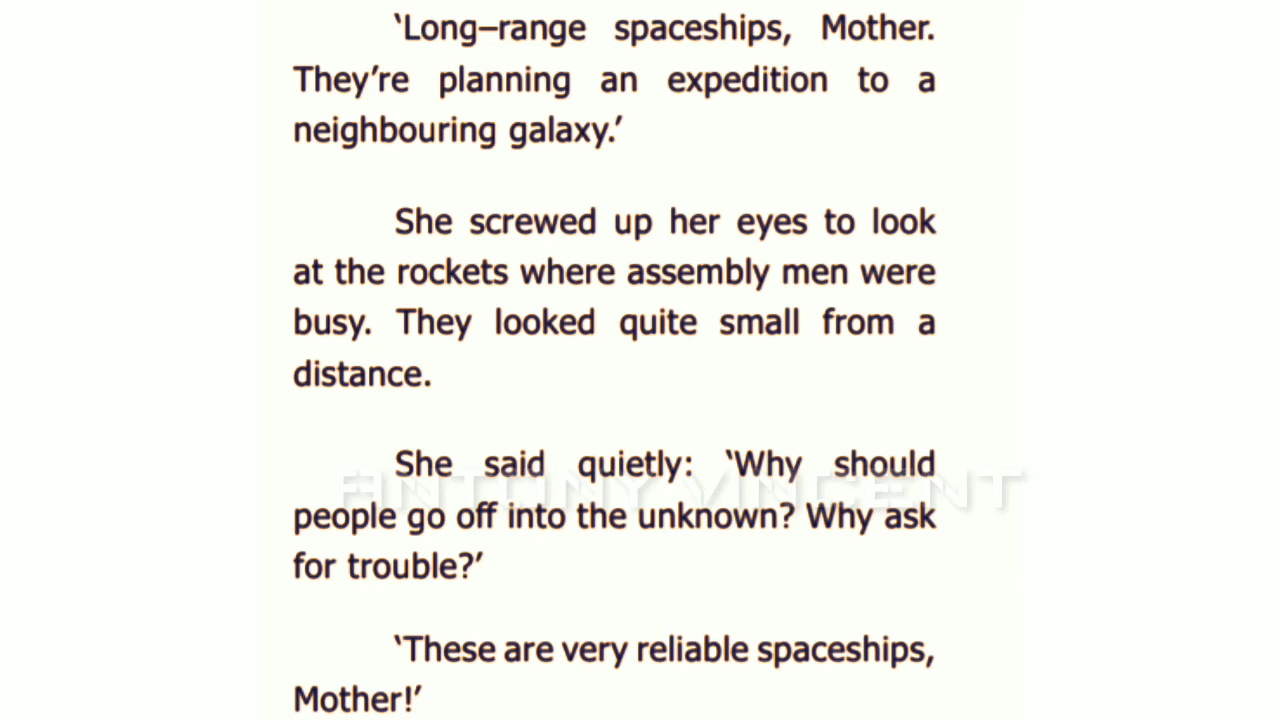 ‘Long–range spaceships, Mother.
They’re planning an expedition to a
neighbouring galaxy.’
She screwed up her eyes to look
at the rockets where assembly men were
busy. They looked quite small from a
distance.
She said quietly: ‘Why should
ANTONY VINCENT
people go off into the unknown? Why ask
for trouble?’
‘These are very reliable spaceships,
Mother!’